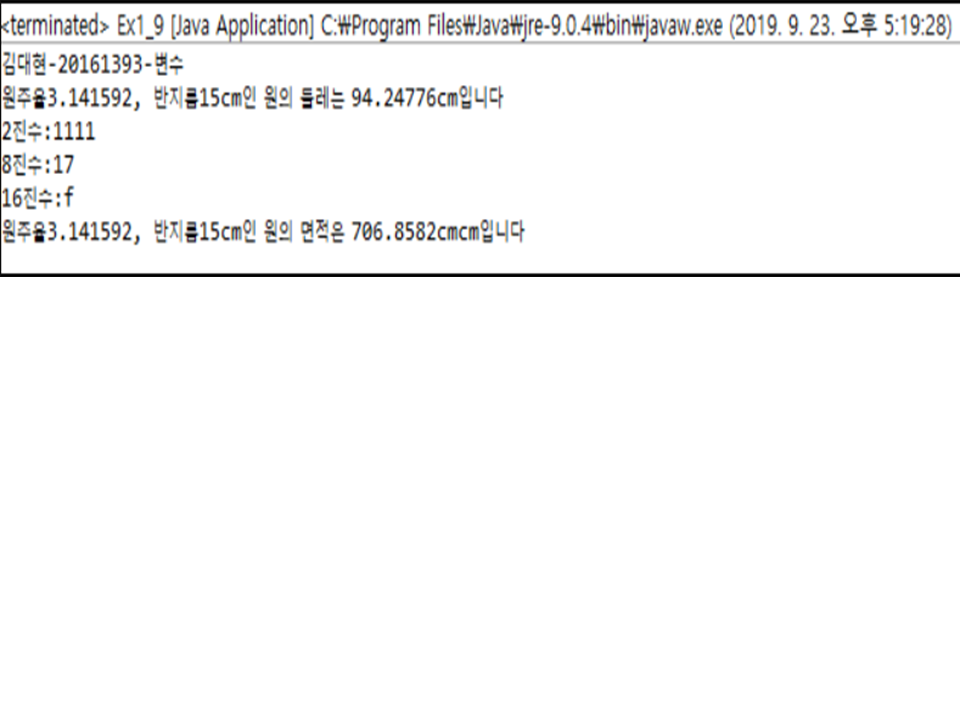 <terminated> Ex1_9 [Java Application] C:₩Program Files₩Java₩jre-9.0.4₩bin₩javaw.exe (2019. 9. 23. 오후 5:19:28)
김대현-20161393-변수
원주율3.141592, 반지름15cm인 원의 둘레는 94.24776cm입니다
2진수:1111
8진수:17
16진수:f
원주율3.141592, 반지름15cm인 원의 면적은 706.8582cmcm입니다